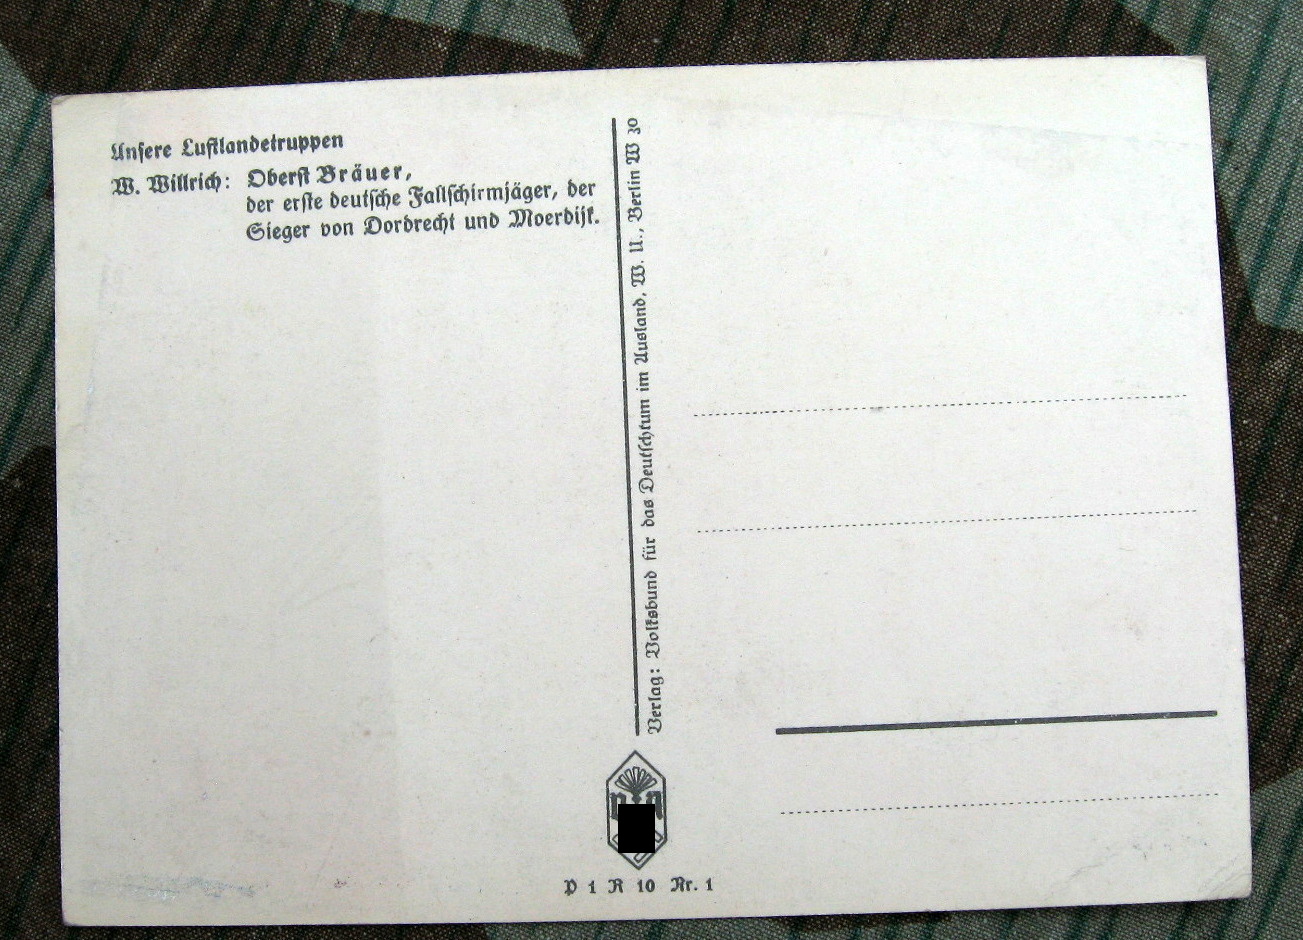 Unsere Luftlandetruppen
W. Willrich: Oberst Bräuer,
der erste deutsche Fallschirmjäger, der
Sieger von Dordrecht und Moerdijk.
Verlag: Volksbund für das Deutschtum im Ausland, W. U., Berlin W 30
P 1 R 10 Nr. 1